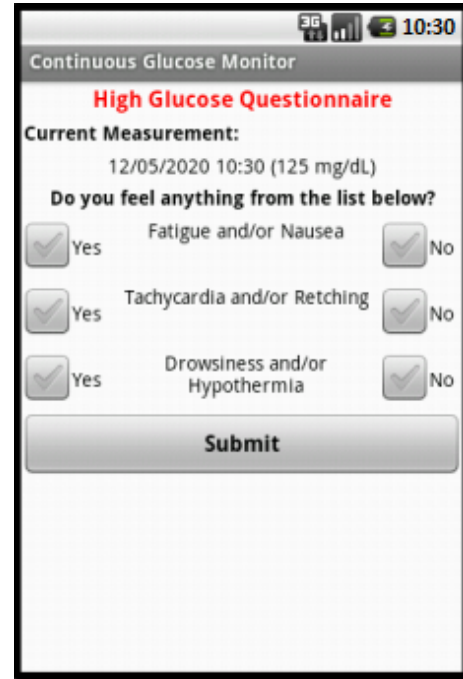 3G 10:30
Continuous Glucose Monitor
High Glucose Questionnaire
Current Measurement:
12/05/2020 10:30 (125 mg/dL)
Do you feel anything from the list below?
Yes Fatigue and/or Nausea No
Yes Tachycardia and/or Retching No
Yes Drowsiness and/or No
Hypothermia
Submit